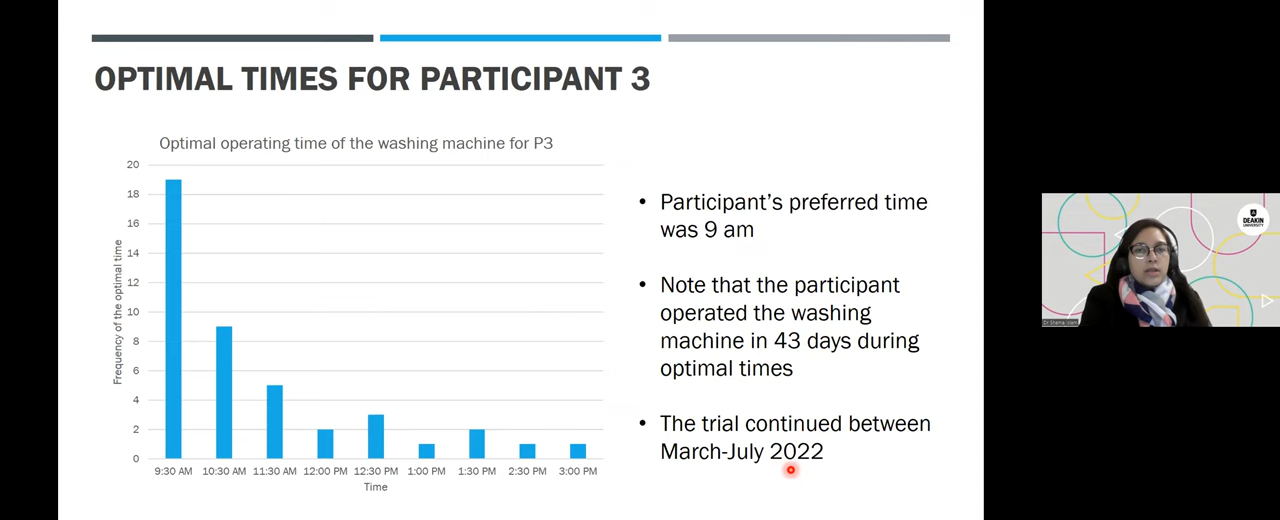 OPTIMAL TIMES FOR PARTICIPANT 3
Optimal operating time of the washing machine for P3
Frequency of the optimal time
20
18
16
14
12
10
8
6
4
2
0
9:30 AM 10:30 AM 11:30 AM 12:00 PM 12:30 PM 1:00 PM 1:30 PM 2:30 PM 3:00 PM
Time
• Participant's preferred time
was 9 am
• Note that the participant
operated the washing
machine in 43 days during
optimal times
• The trial continued between
March-July 2022
DEAKIN
UNIVERSITY